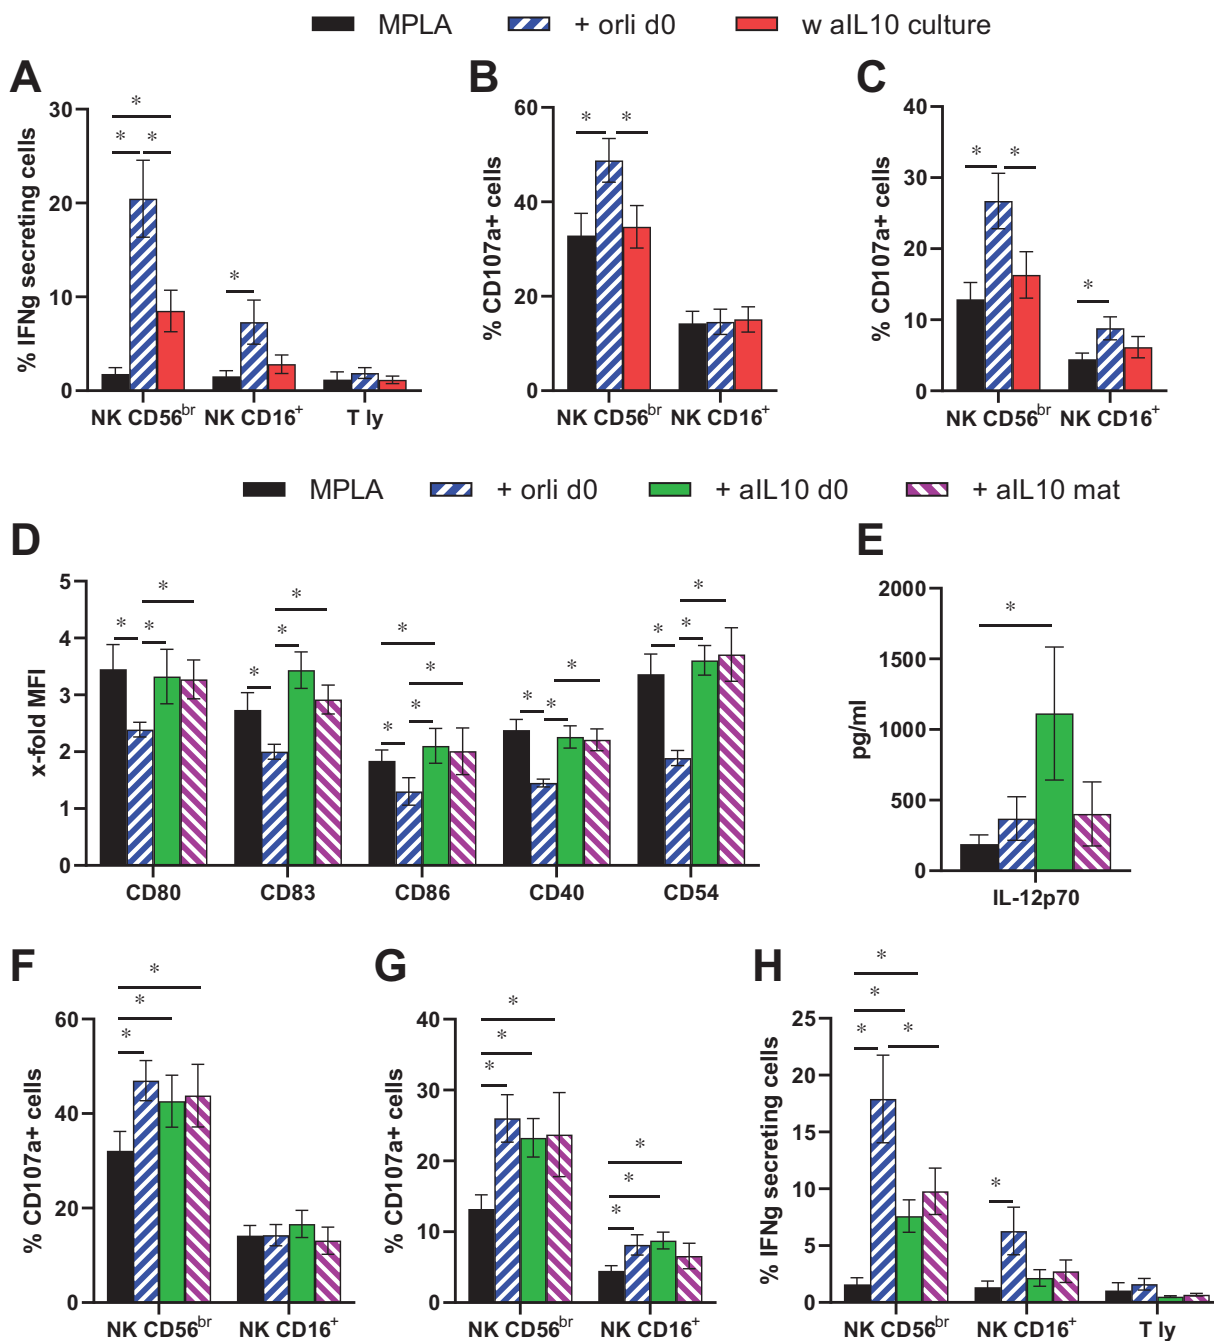 MPLA + orli d0 w aIL10 culture
A
% IFNg secreting cells
30
20
10
0
* * *
*
NK CD56br NK CD16+ T ly
B
% CD107a+ cells
60
40
20
0
* *
NK CD56br NK CD16+
C
% CD107a+ cells
40
30
20
10
0
* *
*
NK CD56br NK CD16+
MPLA + orli d0 + aIL10 d0 + aIL10 mat
D
x-fold MFI
5
4
3
2
1
0
* * *
* * *
* * * * *
* * *
* * *
CD80 CD83 CD86 CD40 CD54
E
pg/ml
2000
1500
1000
500
0
*
IL-12p70
F
% CD107a+ cells
60
40
20
0
*
*
*
NK CD56br NK CD16+
G
% CD107a+ cells
40
30
20
10
0
*
*
*
*
*
*
NK CD56br NK CD16+
H
% IFNg secreting cells
25
20
15
10
5
0
*
*
* *
*
NK CD56br NK CD16+ T ly